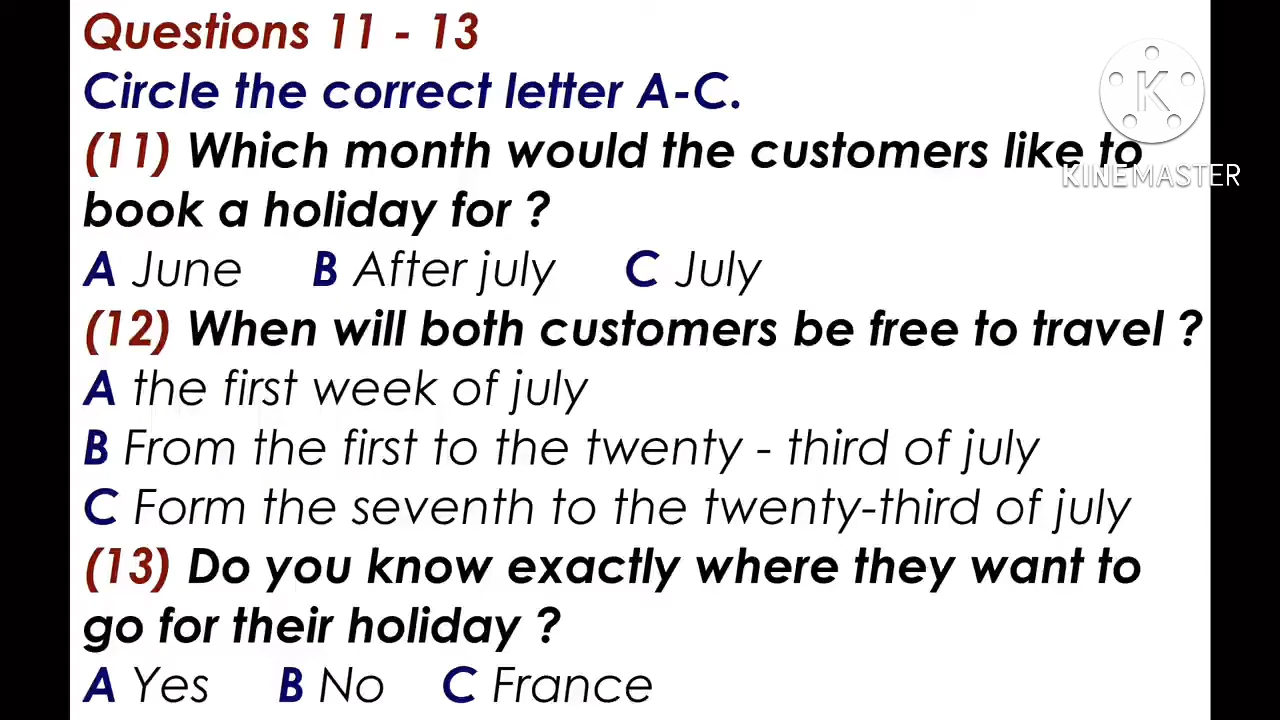 Questions 11 - 13
Circle the correct letter A-C.
K
(11) Which month would the customers like to
KINEMASTER
book a holiday for ?
A June B After july C July
(12) When will both customers be free to travel ?
A the first week of july
B From the first to the twenty - third of july
C Form the seventh to the twenty-third of july
(13) Do you know exactly where they want to
go for their holiday ?
A Yes B No C France